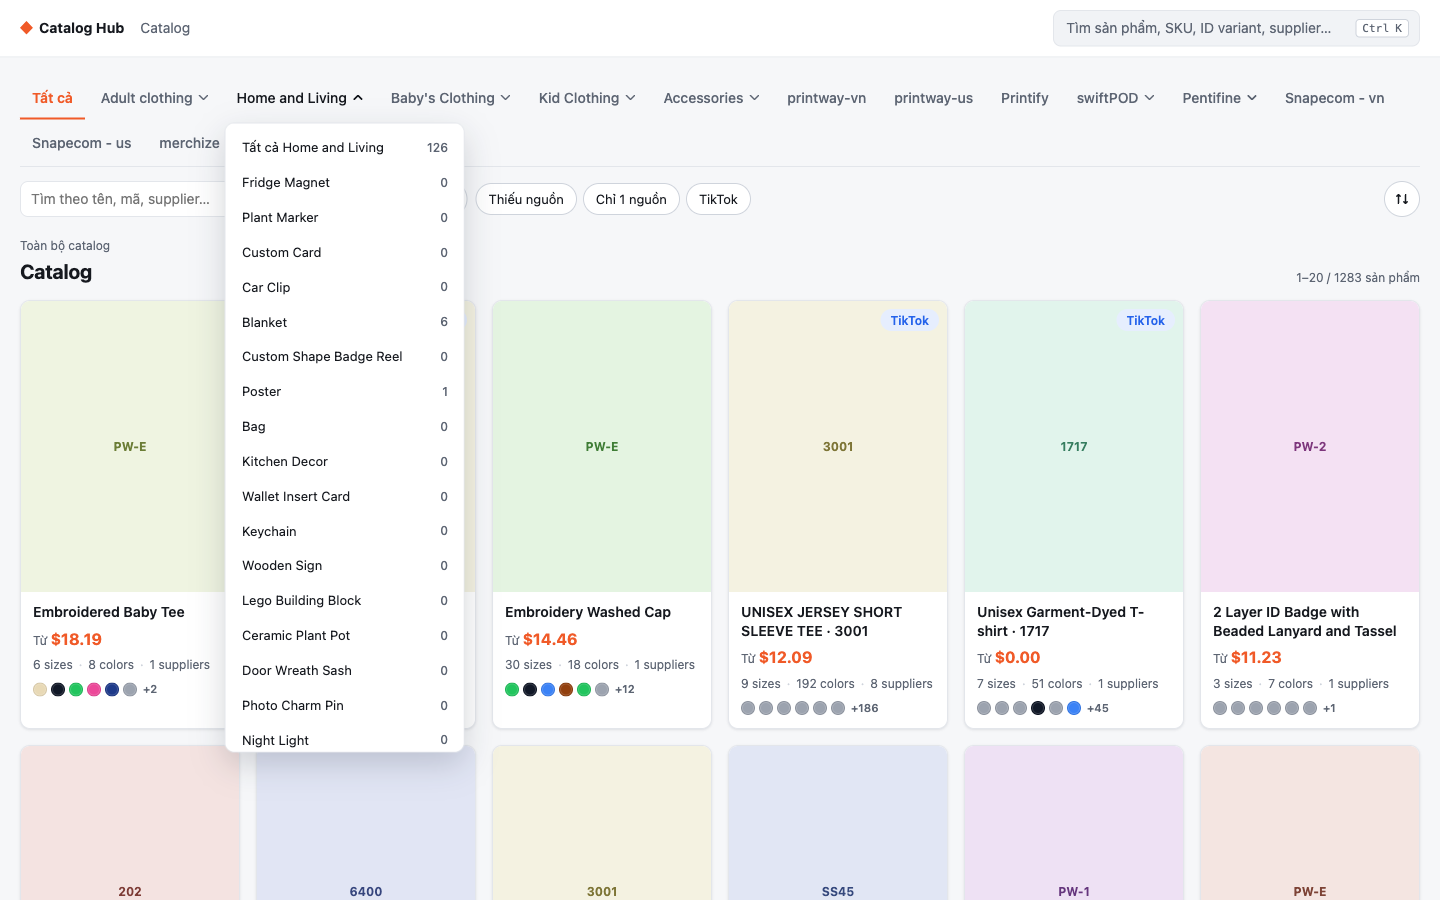 Catalog Hub
Catalog
Tìm sản phẩm, SKU, ID variant, supplier...
Ctrl K
Tất cả
Adult clothing
Home and Living
Baby's Clothing
Kid Clothing
Accessories
printway-vn
printway-us
Printify
swiftPOD
Pentifine
Snapecom - vn
Snapecom - us
merchize
Tất cả Home and Living 126
Fridge Magnet 0
Plant Marker 0
Custom Card 0
Car Clip 0
Blanket 6
Custom Shape Badge Reel 0
Poster 1
Bag 0
Kitchen Decor 0
Wallet Insert Card 0
Keychain 0
Wooden Sign 0
Lego Building Block 0
Ceramic Plant Pot 0
Door Wreath Sash 0
Photo Charm Pin 0
Night Light 0
Tìm theo tên, mã, supplier...
Thiếu nguồn
Chỉ 1 nguồn
TikTok
Toàn bộ catalog
Catalog
1–20 / 1283 sản phẩm
PW-E
Embroidered Baby Tee
Từ $18.19
6 sizes · 8 colors · 1 suppliers
+2
PW-E
Embroidery Washed Cap
Từ $14.46
30 sizes · 18 colors · 1 suppliers
+12
TikTok
3001
UNISEX JERSEY SHORT
SLEEVE TEE · 3001
Từ $12.09
9 sizes · 192 colors · 8 suppliers
+186
TikTok
1717
Unisex Garment-Dyed T-
shirt · 1717
Từ $0.00
7 sizes · 51 colors · 1 suppliers
+45
PW-2
2 Layer ID Badge with
Beaded Lanyard and Tassel
Từ $11.23
3 sizes · 7 colors · 1 suppliers
+1
202
6400
3001
SS45
PW-1
PW-E